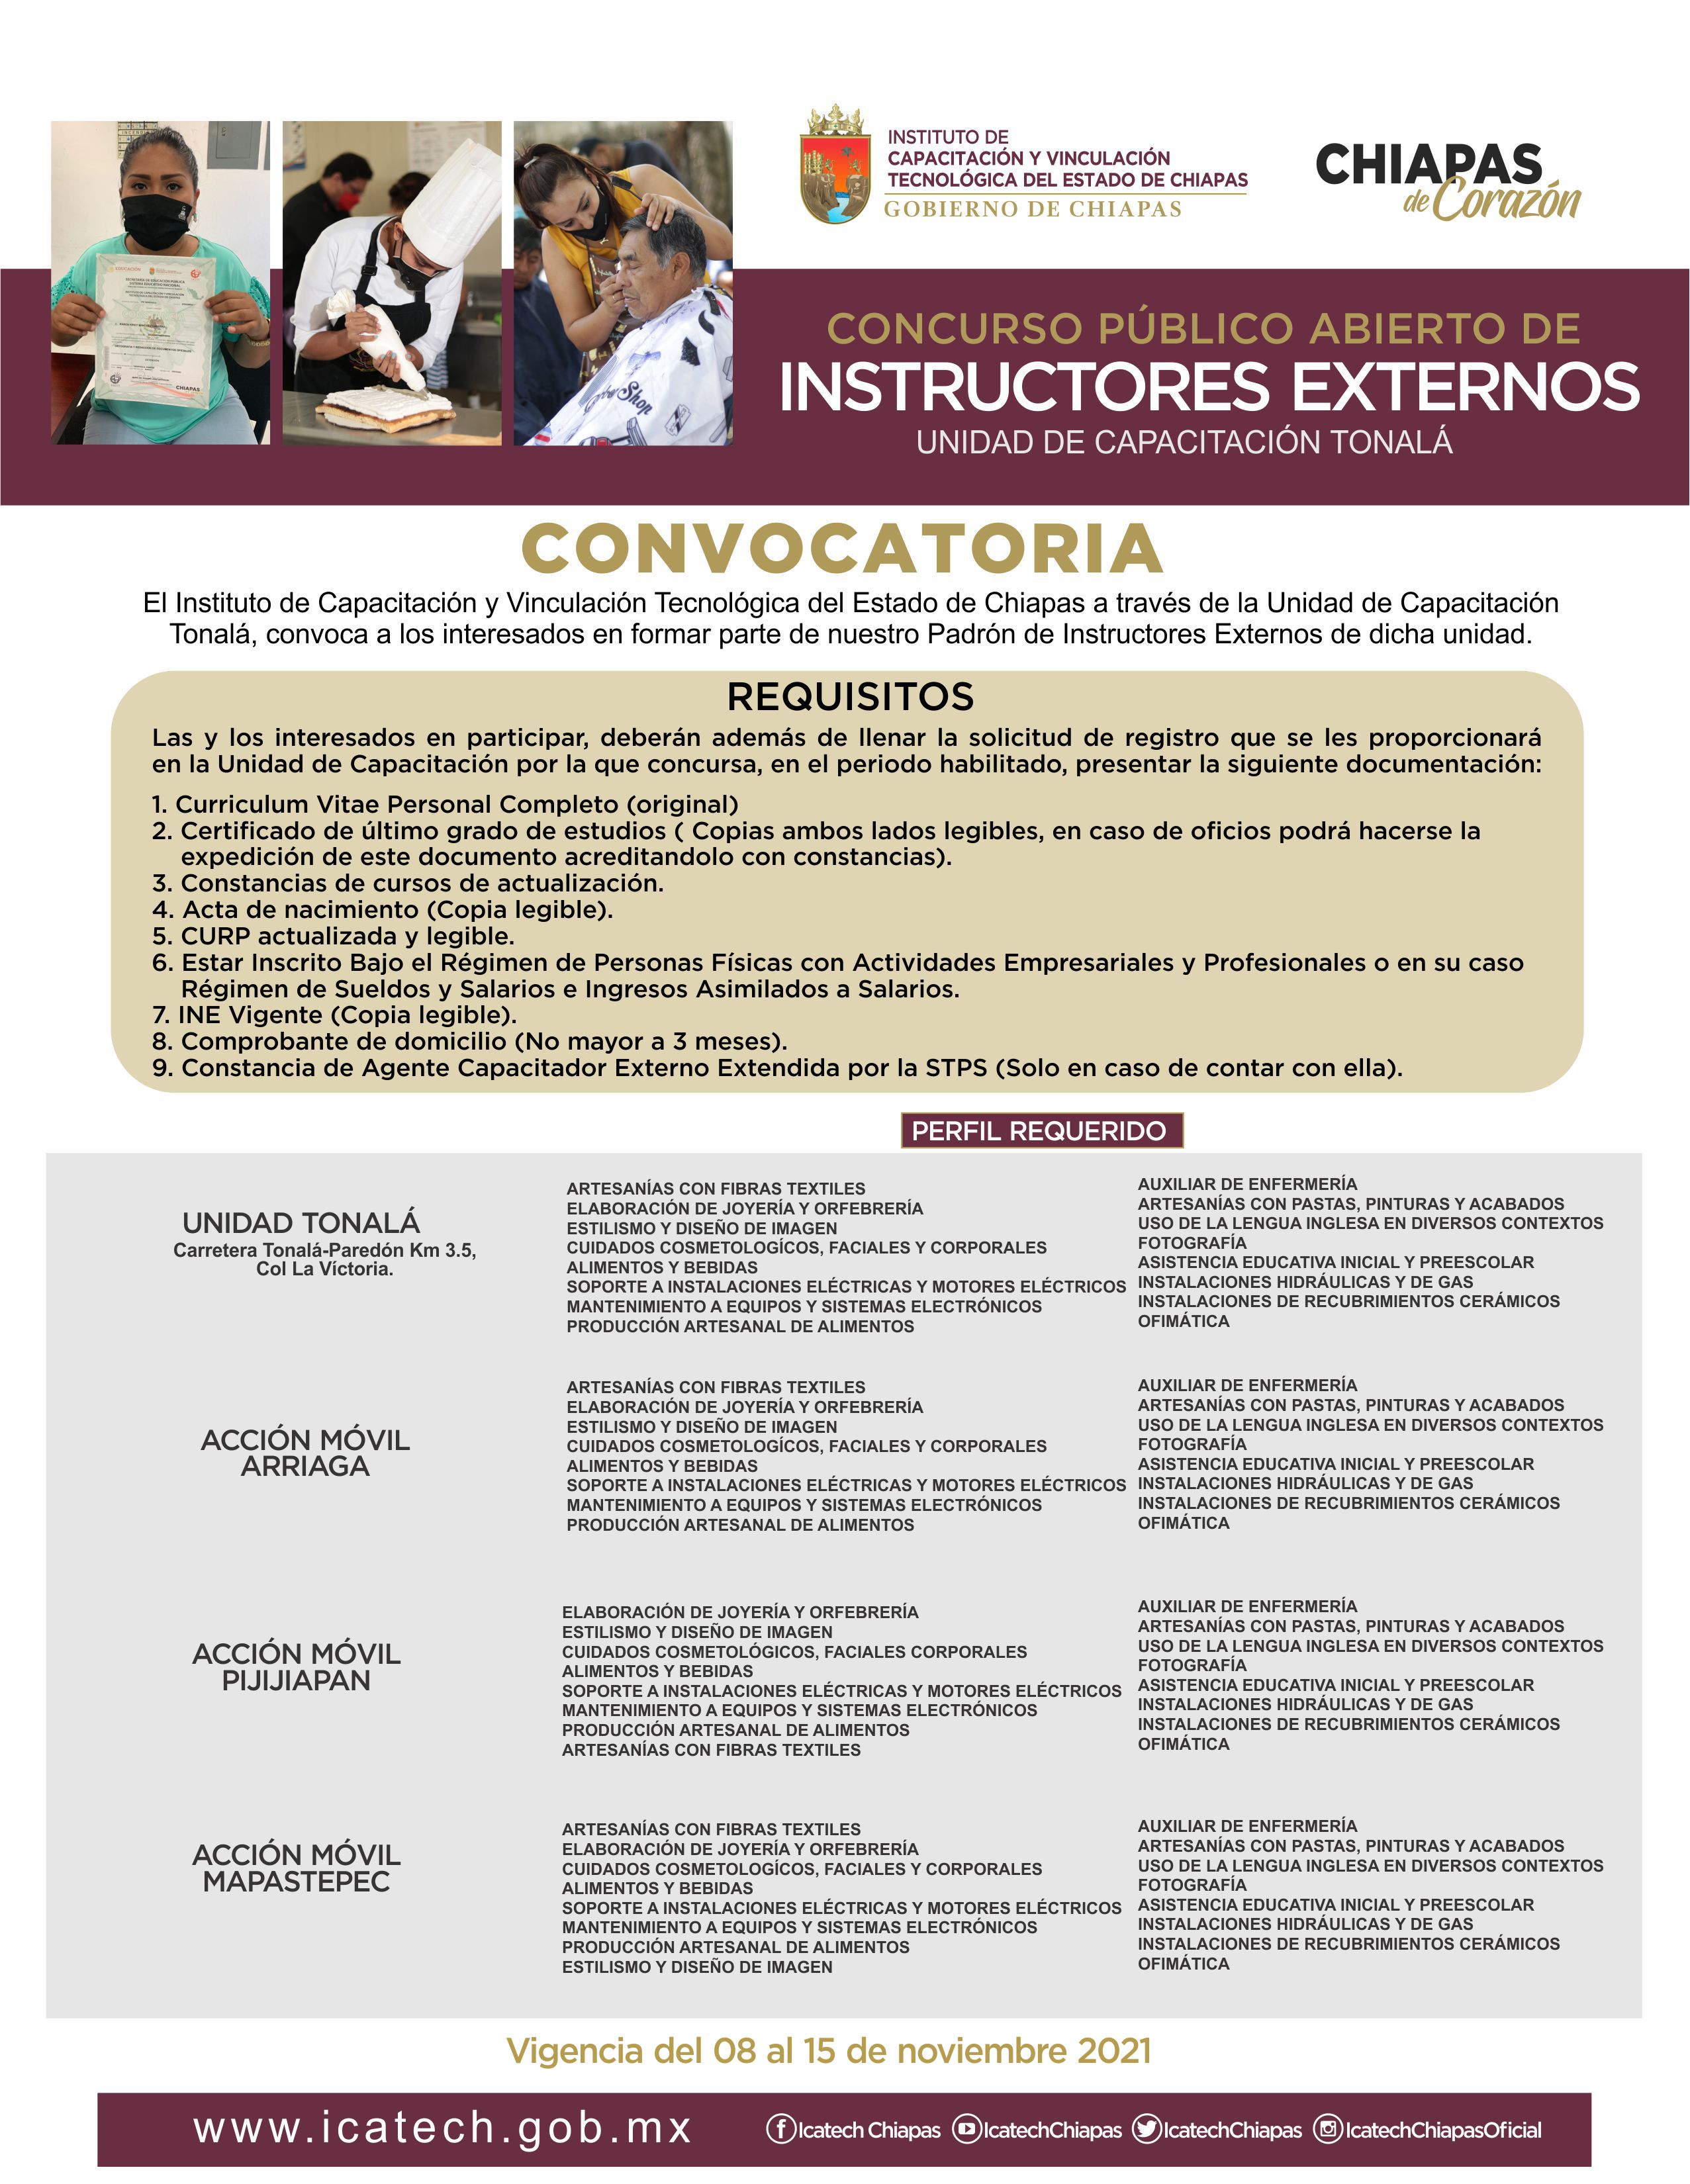 INSTITUTO DE
CAPACITACIÓN Y VINCULACIÓN
TECNOLÓGICA DEL ESTADO DE CHIAPAS
GOBIERNO DE CHIAPAS
CHIAPAS
de Corazón
CHIAPAS
Shop
CONCURSO PÚBLICO ABIERTO DE
INSTRUCTORES EXTERNOS
UNIDAD DE CAPACITACIÓN TONALÁ
CONVOCATORIA
El Instituto de Capacitación y Vinculación Tecnológica del Estado de Chiapas a través de la Unidad de Capacitación
Tonalá, convoca a los interesados en formar parte de nuestro Padrón de Instructores Externos de dicha unidad.
REQUISITOS
Las y los interesados en participar, deberán además de llenar la solicitud de registro que se les proporcionará
en la Unidad de Capacitación por la que concursa, en el periodo habilitado, presentar la siguiente documentación:
1. Curriculum Vitae Personal Completo (original)
2. Certificado de último grado de estudios ( Copias ambos lados legibles, en caso de oficios podrá hacerse la
expedición de este documento acreditandolo con constancias).
3. Constancias de cursos de actualización.
4. Acta de nacimiento (Copia legible).
5. CURP actualizada y legible.
6. Estar Inscrito Bajo el Régimen de Personas Físicas con Actividades Empresariales y Profesionales o en su caso
Régimen de Sueldos y Salarios e Ingresos Asimilados a Salarios.
7. INE Vigente (Copia legible).
8. Comprobante de domicilio (No mayor a 3 meses).
9. Constancia de Agente Capacitador Externo Extendida por la STPS (Solo en caso de contar con ella).
PERFIL REQUERIDO
UNIDAD TONALÁ
Carretera Tonalá-Paredón Km 3.5,
Col La Víctoria.
ARTESANÍAS CON FIBRAS TEXTILES
ELABORACIÓN DE JOYERÍA Y ORFEBRERÍA
ESTILISMO Y DISEÑO DE IMAGEN
CUIDADOS COSMETOLOGÍCOS, FACIALES Y CORPORALES
ALIMENTOS Y BEBIDAS
SOPORTE A INSTALACIONES ELÉCTRICAS Y MOTORES ELÉCTRICOS
MANTENIMIENTO A EQUIPOS Y SISTEMAS ELECTRÓNICOS
PRODUCCIÓN ARTESANAL DE ALIMENTOS
AUXILIAR DE ENFERMERÍA
ARTESANÍAS CON PASTAS, PINTURAS Y ACABADOS
USO DE LA LENGUA INGLESA EN DIVERSOS CONTEXTOS
FOTOGRAFÍA
ASISTENCIA EDUCATIVA INICIAL Y PREESCOLAR
INSTALACIONES HIDRÁULICAS Y DE GAS
INSTALACIONES DE RECUBRIMIENTOS CERÁMICOS
OFIMÁTICA
ACCIÓN MÓVIL
ARRIAGA
ARTESANÍAS CON FIBRAS TEXTILES
ELABORACIÓN DE JOYERÍA Y ORFEBRERÍA
ESTILISMO Y DISEÑO DE IMAGEN
CUIDADOS COSMETOLOGÍCOS, FACIALES Y CORPORALES
ALIMENTOS Y BEBIDAS
SOPORTE A INSTALACIONES ELÉCTRICAS Y MOTORES ELÉCTRICOS
MANTENIMIENTO A EQUIPOS Y SISTEMAS ELECTRÓNICOS
PRODUCCIÓN ARTESANAL DE ALIMENTOS
AUXILIAR DE ENFERMERÍA
ARTESANÍAS CON PASTAS, PINTURAS Y ACABADOS
USO DE LA LENGUA INGLESA EN DIVERSOS CONTEXTOS
FOTOGRAFÍA
ASISTENCIA EDUCATIVA INICIAL Y PREESCOLAR
INSTALACIONES HIDRÁULICAS Y DE GAS
INSTALACIONES DE RECUBRIMIENTOS CERÁMICOS
OFIMÁTICA
ACCIÓN MÓVIL
PIJIJIAPAN
ELABORACIÓN DE JOYERÍA Y ORFEBRERÍA
ESTILISMO Y DISEÑO DE IMAGEN
CUIDADOS COSMETOLÓGICOS, FACIALES CORPORALES
ALIMENTOS Y BEBIDAS
SOPORTE A INSTALACIONES ELÉCTRICAS Y MOTORES ELÉCTRICOS
MANTENIMIENTO A EQUIPOS Y SISTEMAS ELECTRÓNICOS
PRODUCCIÓN ARTESANAL DE ALIMENTOS
ARTESANÍAS CON FIBRAS TEXTILES
AUXILIAR DE ENFERMERÍA
ARTESANÍAS CON PASTAS, PINTURAS Y ACABADOS
USO DE LA LENGUA INGLESA EN DIVERSOS CONTEXTOS
FOTOGRAFÍA
ASISTENCIA EDUCATIVA INICIAL Y PREESCOLAR
INSTALACIONES HIDRÁULICAS Y DE GAS
INSTALACIONES DE RECUBRIMIENTOS CERÁMICOS
OFIMÁTICA
ACCIÓN MÓVIL
MAPASTEPEC
ARTESANÍAS CON FIBRAS TEXTILES
ELABORACIÓN DE JOYERÍA Y ORFEBRERÍA
CUIDADOS COSMETOLOGÍCOS, FACIALES Y CORPORALES
ALIMENTOS Y BEBIDAS
SOPORTE A INSTALACIONES ELÉCTRICAS Y MOTORES ELÉCTRICOS
MANTENIMIENTO A EQUIPOS Y SISTEMAS ELECTRÓNICOS
PRODUCCIÓN ARTESANAL DE ALIMENTOS
ESTILISMO Y DISEÑO DE IMAGEN
AUXILIAR DE ENFERMERÍA
ARTESANÍAS CON PASTAS, PINTURAS Y ACABADOS
USO DE LA LENGUA INGLESA EN DIVERSOS CONTEXTOS
FOTOGRAFÍA
ASISTENCIA EDUCATIVA INICIAL Y PREESCOLAR
INSTALACIONES HIDRÁULICAS Y DE GAS
INSTALACIONES DE RECUBRIMIENTOS CERÁMICOS
OFIMÁTICA
Vigencia del 08 al 15 de noviembre 2021
www.icatech.gob.mx
Icatech Chiapas IcatechChiapas IcatechChiapas IcatechChiapasOficial